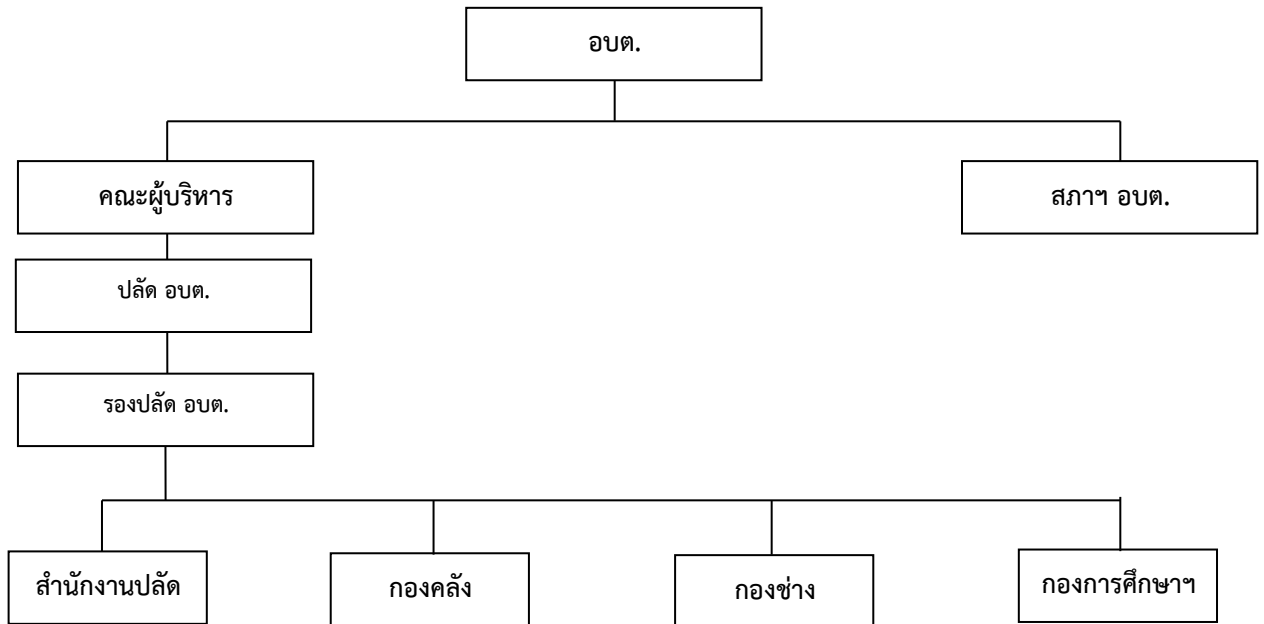 อบต.
คณะผู้บริหาร
สภาฯ อบต.
ปลัด อบต.
รองปลัด อบต.
สำนักงานปลัด
กองคลัง
กองช่าง
กองการศึกษาฯ